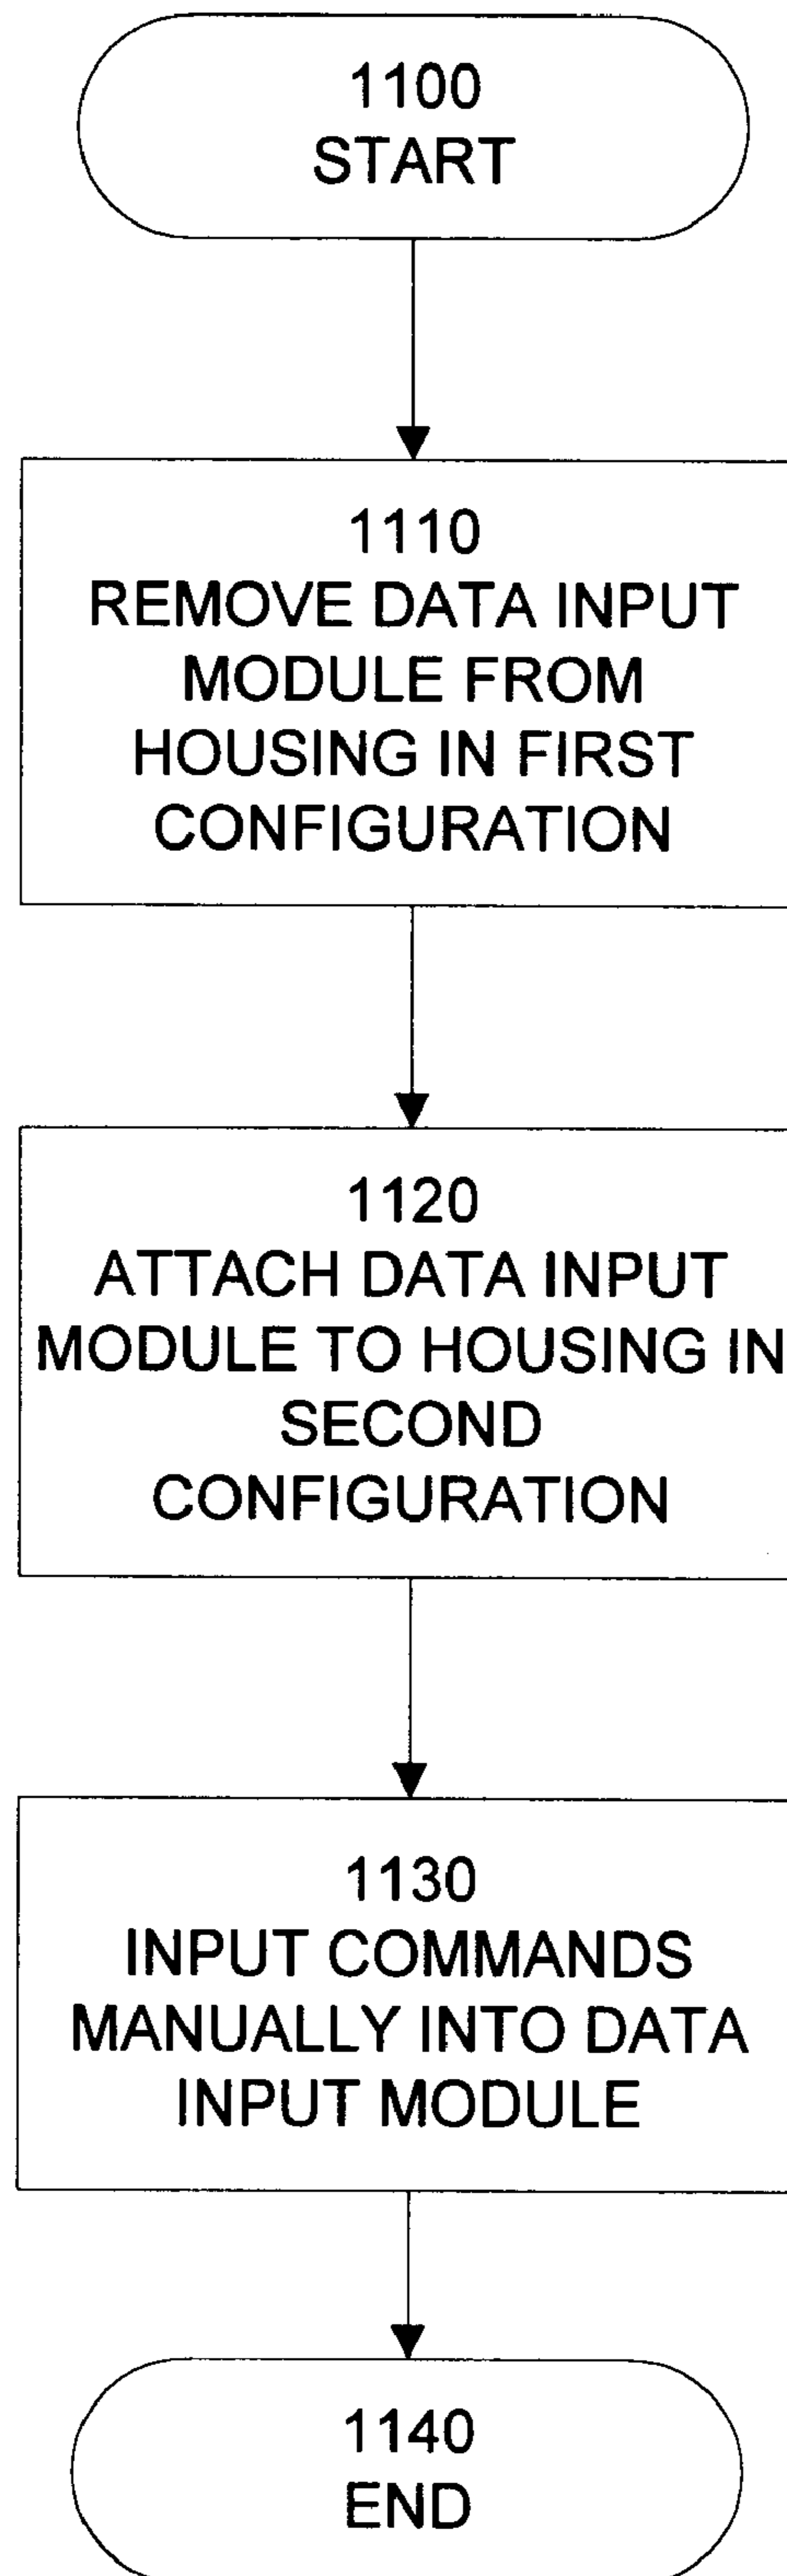 1100
START
1110
REMOVE DATA INPUT
MODULE FROM
HOUSING IN FIRST
CONFIGURATION
1120
ATTACH DATA INPUT
MODULE TO HOUSING IN
SECOND
CONFIGURATION
1130
INPUT COMMANDS
MANUALLY INTO DATA
INPUT MODULE
1140
END